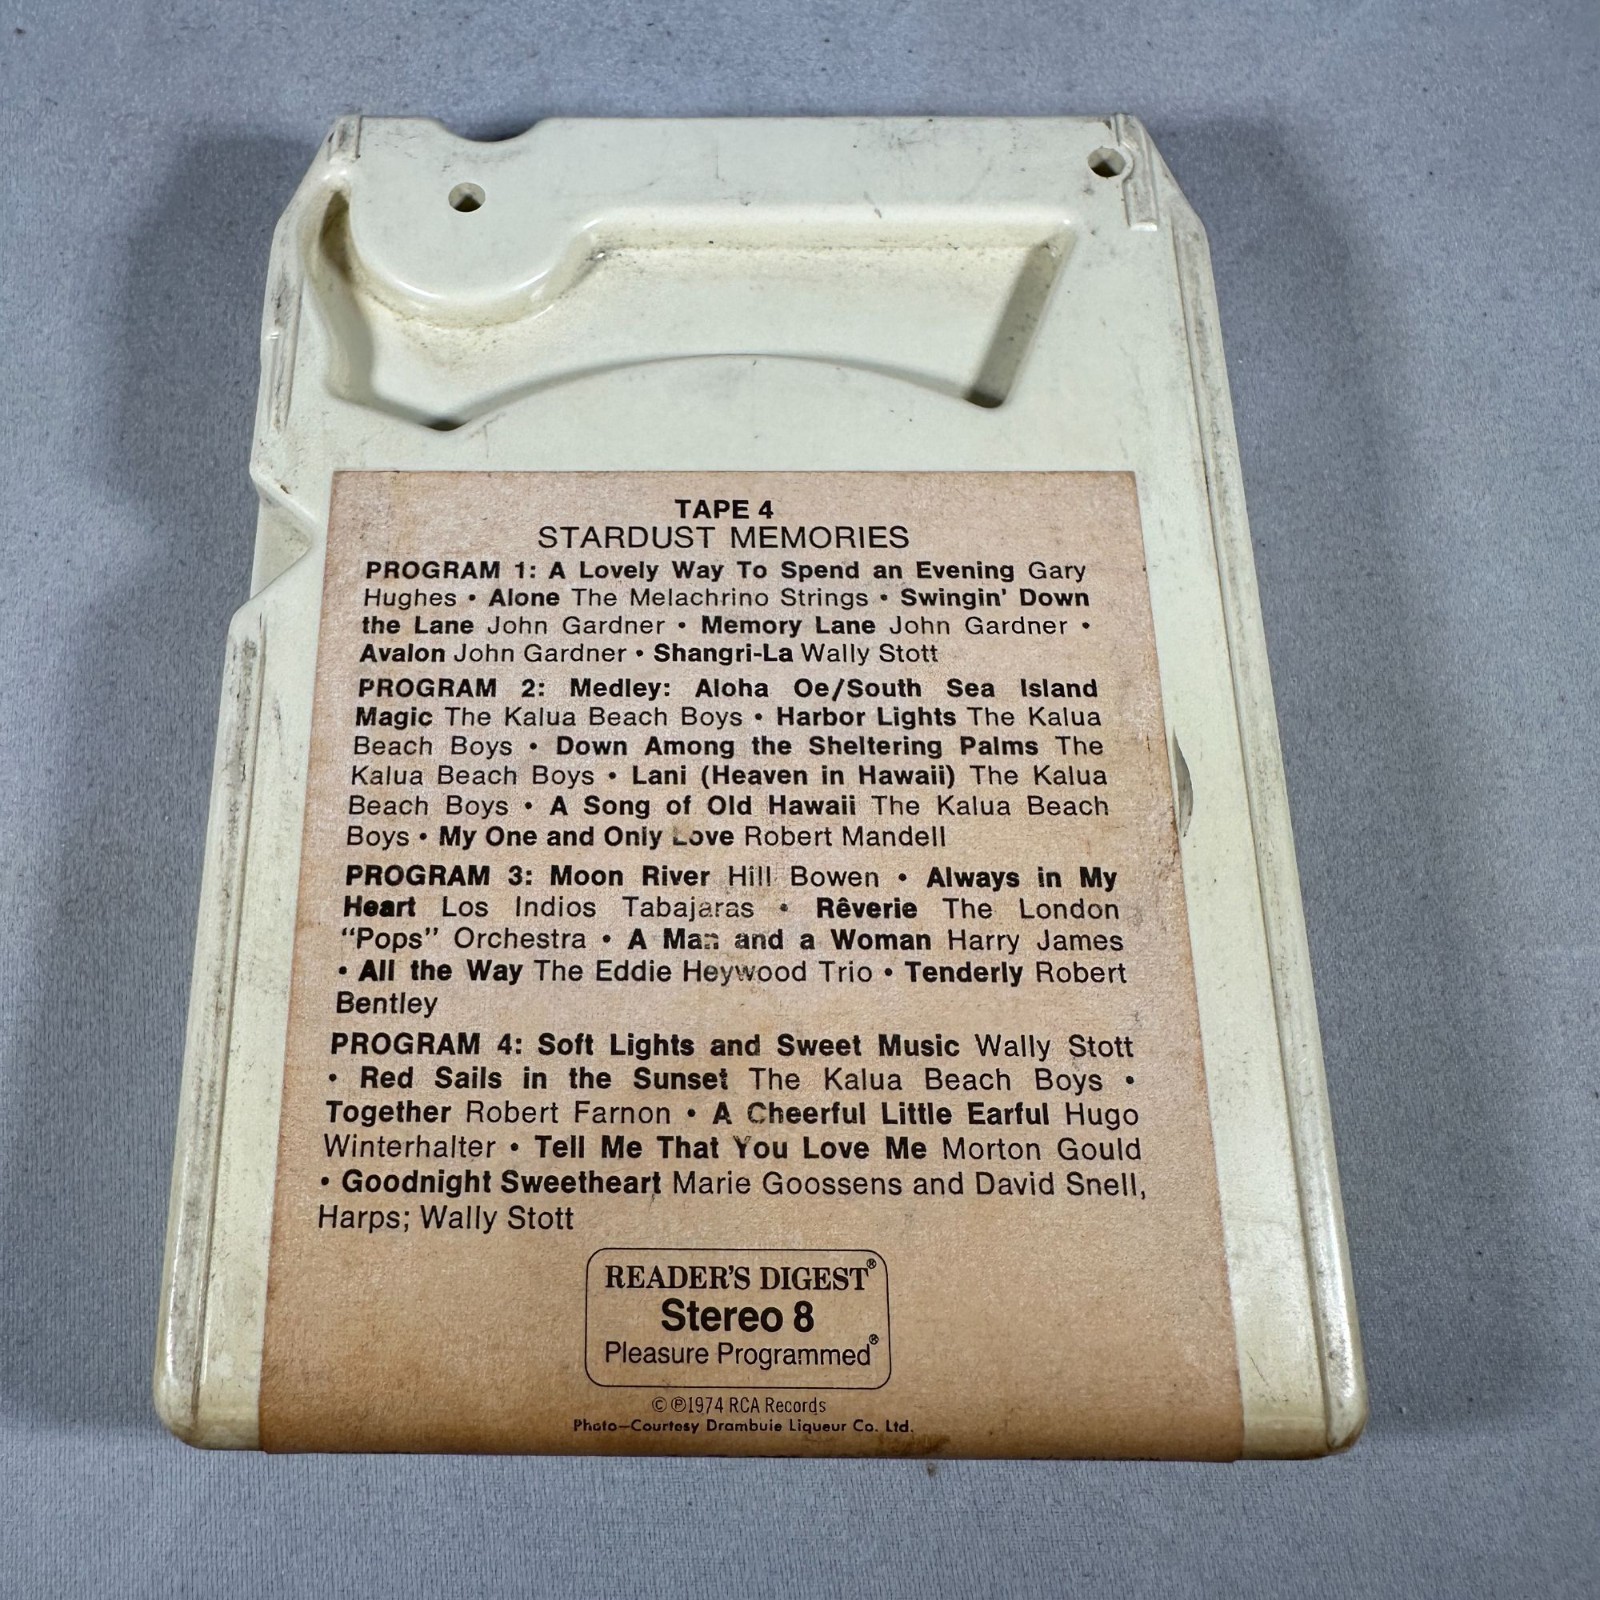 TAPE 4
STARDUST MEMORIES
PROGRAM 1: A Lovely Way To Spend an Evening Gary
Hughes • Alone The Melachrino Strings • Swingin' Down
the Lane John Gardner • Memory Lane John Gardner •
Avalon John Gardner • Shangri-La Wally Stott
PROGRAM 2: Medley: Aloha Oe/South Sea Island
Magic The Kalua Beach Boys • Harbor Lights The Kalua
Beach Boys • Down Among the Sheltering Palms The
Kalua Beach Boys • Lani (Heaven in Hawaii) The Kalua
Beach Boys • A Song of Old Hawaii The Kalua Beach
Boys • My One and Only Love Robert Mandell
PROGRAM 3: Moon River Hill Bowen • Always in My
Heart Los Indios Tabajaras • Rêverie The London
“Pops” Orchestra • A Man and a Woman Harry James
• All the Way The Eddie Heywood Trio • Tenderly Robert
Bentley
PROGRAM 4: Soft Lights and Sweet Music Wally Stott
• Red Sails in the Sunset The Kalua Beach Boys •
Together Robert Farnon • A Cheerful Little Earful Hugo
Winterhalter • Tell Me That You Love Me Morton Gould
• Goodnight Sweetheart Marie Goossens and David Snell,
Harps; Wally Stott
READER'S DIGEST®
Stereo 8
Pleasure Programmed®
© ℗1974 RCA Records
Photo—Courtesy Drambuie Liqueur Co. Ltd.